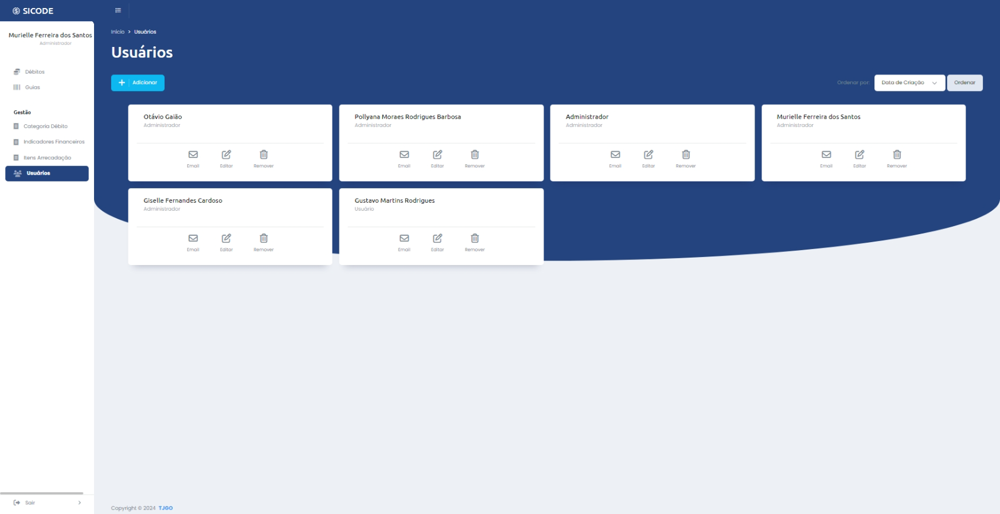 SICODE
Murielle Ferreira dos Santos
Administrador
Débitos
Guias
Gestão
Categoria Débito
Indicadores Financeiros
Itens Arrecadação
Usuários
Sair
Início > Usuários
Usuários
Adicionar
Ordenar por: Data de Criação Ordenar
Otávio Gaião
Administrador
Email Editar Remover
Pollyana Moraes Rodrigues Barbosa
Administrador
Email Editar Remover
Administrador
Administrador
Email Editar Remover
Murielle Ferreira dos Santos
Administrador
Email Editar Remover
Giselle Fernandes Cardoso
Administrador
Email Editar Remover
Gustavo Martins Rodrigues
Usuário
Email Editar Remover
Copyright © 2024 TJGO